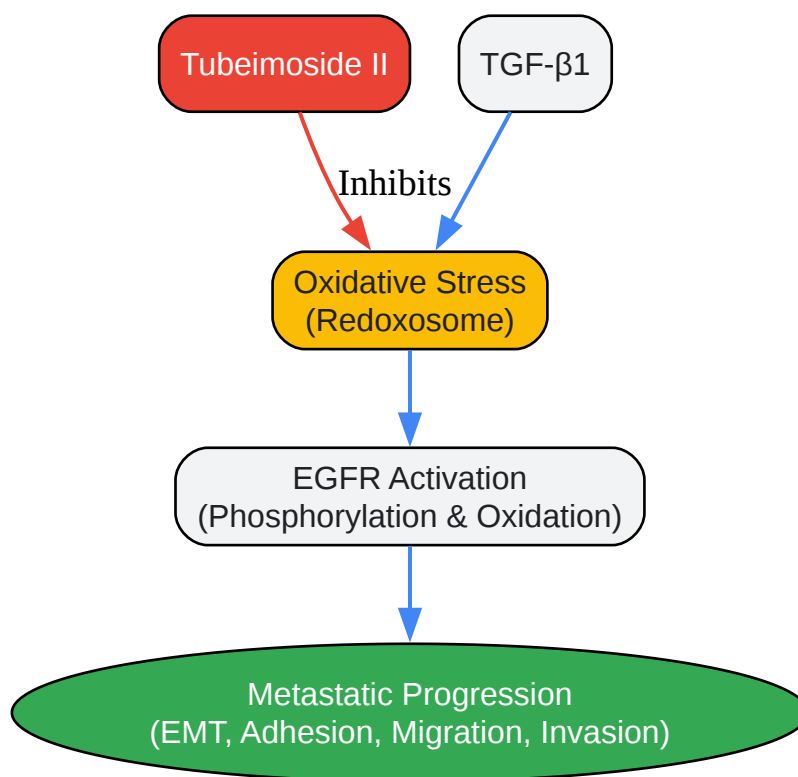 Tubeimoside II
TGF-β1
Inhibits
Oxidative Stress
(Redoxosome)
EGFR Activation
(Phosphorylation & Oxidation)
Metastatic Progression
(EMT, Adhesion, Migration, Invasion)